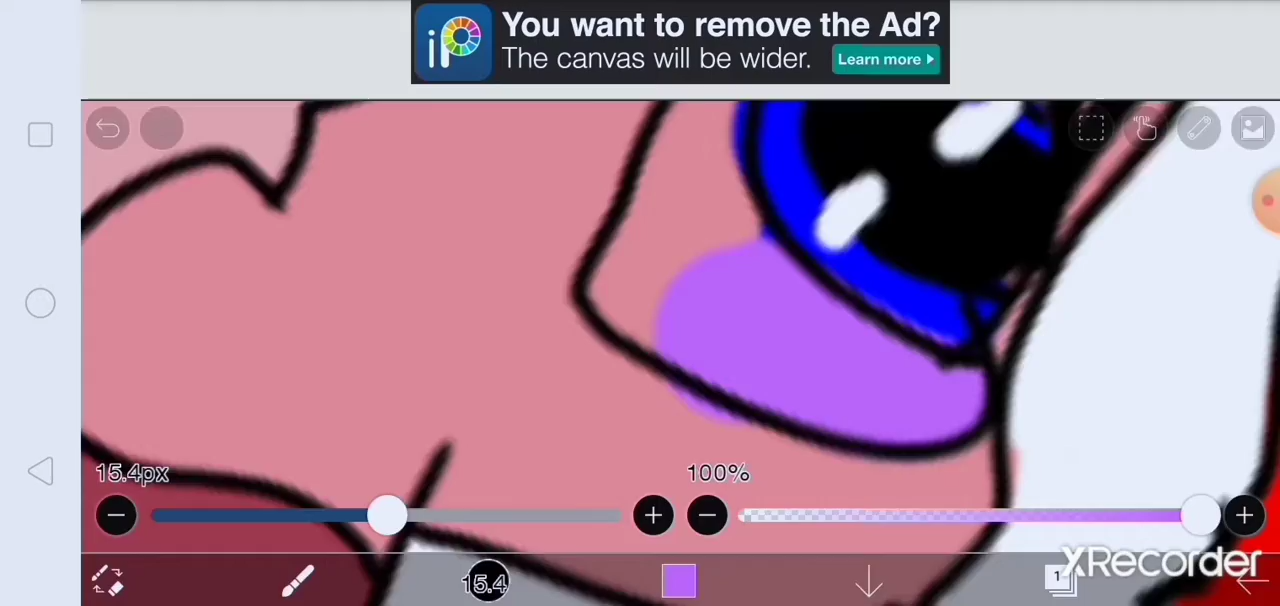 iP
You want to remove the Ad?
The canvas will be wider.
Learn more
15.4px
100%
15.4
1
XRecorder